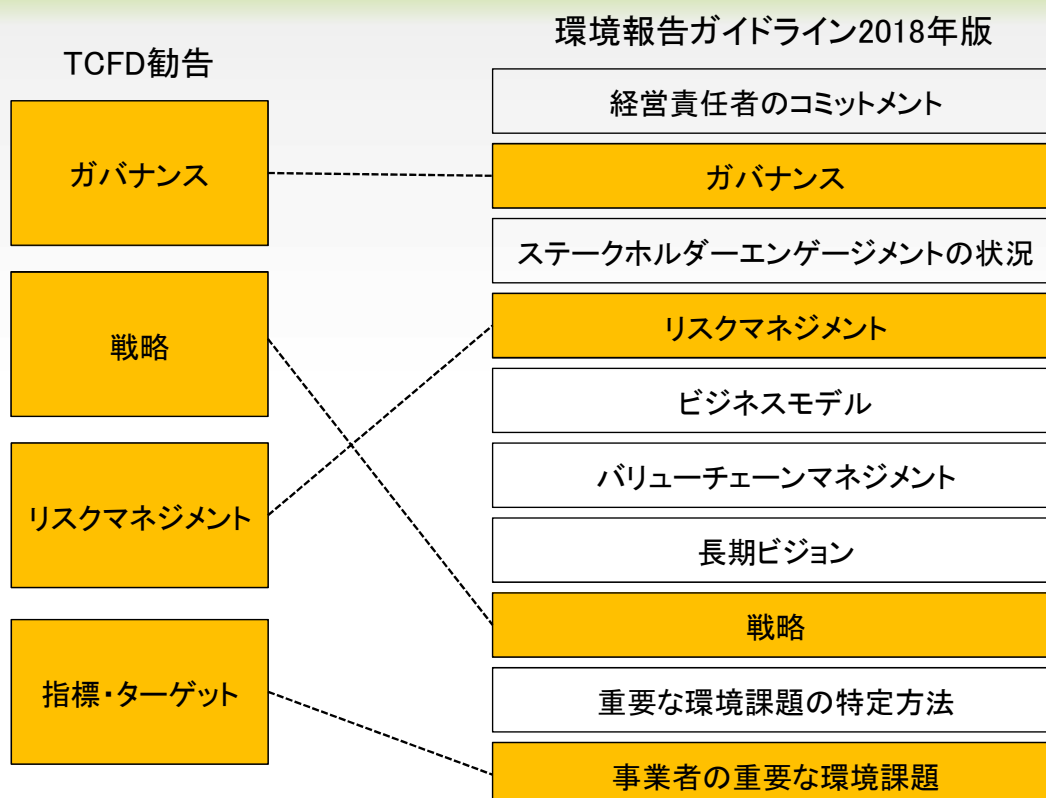 TCFD勧告
ガバナンス
戦略
リスクマネジメント
指標・ターゲット
環境報告ガイドライン2018年版
経営責任者のコミットメント
ガバナンス
ステークホルダーエンゲージメントの状況
リスクマネジメント
ビジネスモデル
バリューチェーンマネジメント
長期ビジョン
戦略
重要な環境課題の特定方法
事業者の重要な環境課題